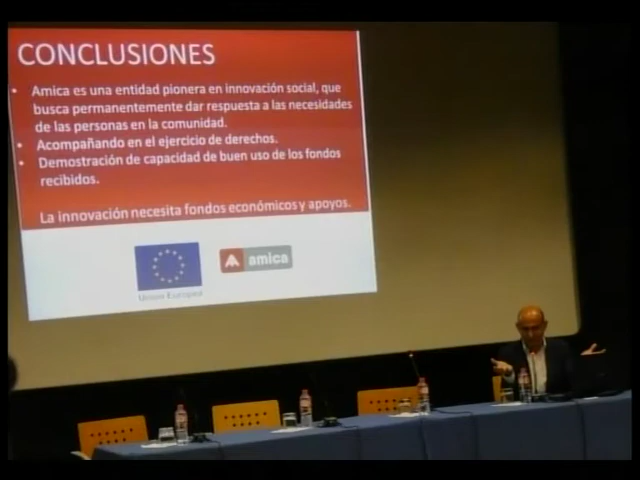 CONCLUSIONES
• Amica es una entidad pionera en innovación social, que
busca permanentemente dar respuesta a las necesidades
de las personas en la comunidad.
• Acompañando en el ejercicio de derechos.
• Demostración de capacidad de buen uso de los fondos
recibidos.
La innovación necesita fondos económicos y apoyos.
amica
Unión Europea